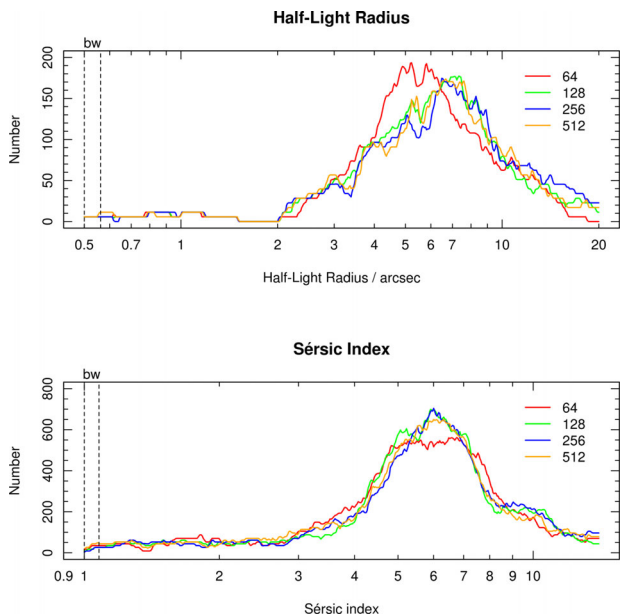 Half-Light Radius
bw
200
150
100
50
0
Number
64
128
256
512
0.5 0.7 1 2 3 4 5 6 7 10 20
Half-Light Radius / arcsec
Sérsic Index
bw
800
600
400
200
0
Number
64
128
256
512
0.9 1 2 3 4 5 6 7 8 9 10
Sérsic index